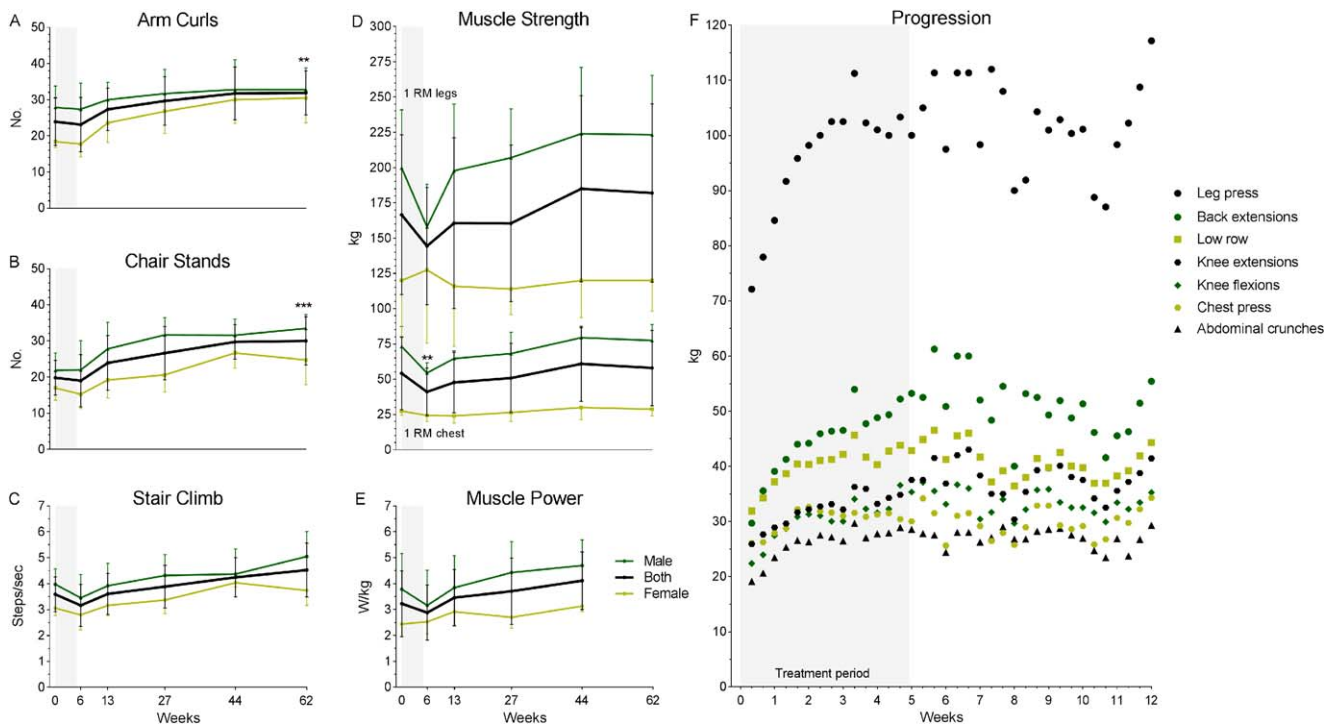 A
Arm Curls
50
40
30
20
10
0
No.
**
B
Chair Stands
50
40
30
20
10
0
No.
***
C
Stair Climb
7
6
5
4
3
2
1
0
Steps/sec
0 6 13 27 44 62
Weeks
D
Muscle Strength
300
275
250
225
200
175
150
125
100
75
50
25
0
kg
1 RM legs
**
1 RM chest
E
Muscle Power
7
6
5
4
3
2
1
0
W/kg
Male
Both
Female
0 6 13 27 44 62
Weeks
F
Progression
120
110
100
90
80
70
60
50
40
30
20
10
0
kg
Treatment period
0 1 2 3 4 5 6 7 8 9 10 11 12
Weeks
Leg press
Back extensions
Low row
Knee extensions
Knee flexions
Chest press
Abdominal crunches